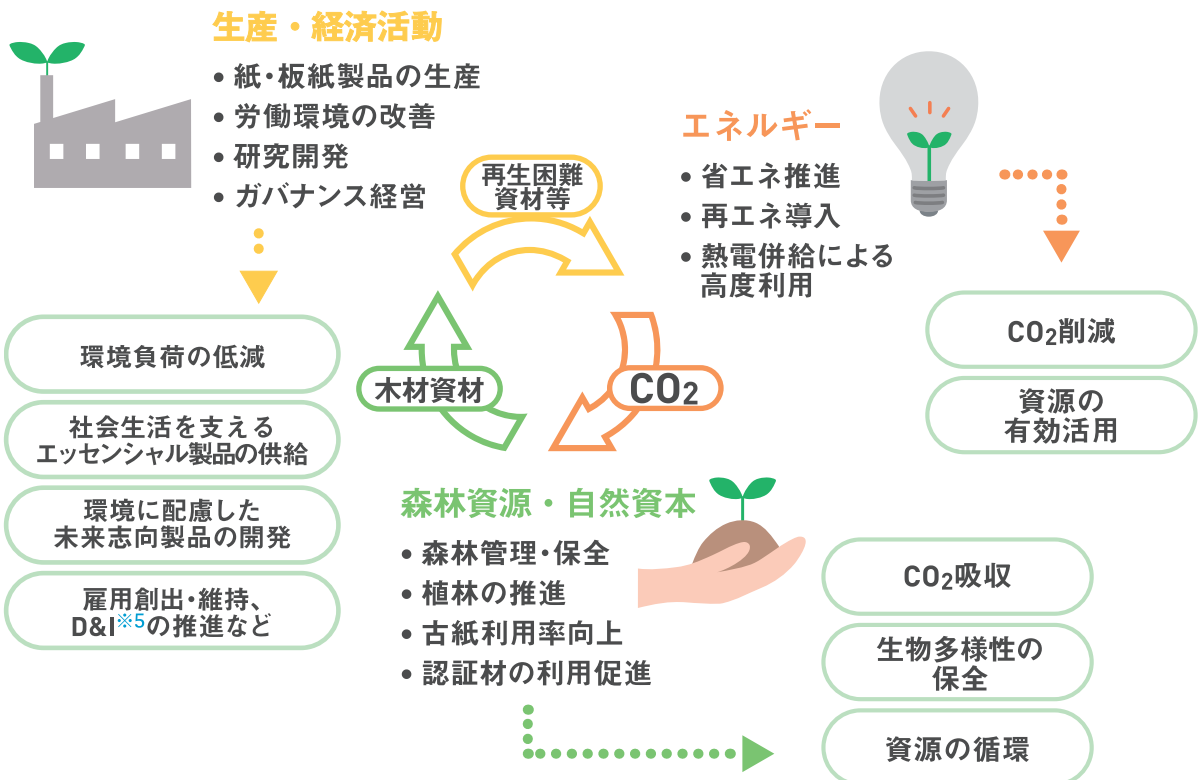 生産・経済活動
• 紙・板紙製品の生産
• 労働環境の改善
• 研究開発
• ガバナンス経営
再生困難
資材等
エネルギー
• 省エネ推進
• 再エネ導入
• 熱電併給による
高度利用
環境負荷の低減
社会生活を支える
エッセンシャル製品の供給
環境に配慮した
未来志向製品の開発
雇用創出・維持、
D&I※5の推進など
木材資材
CO2
CO2削減
資源の
有効活用
森林資源・自然資本
• 森林管理・保全
• 植林の推進
• 古紙利用率向上
• 認証材の利用促進
CO2吸収
生物多様性の
保全
資源の循環